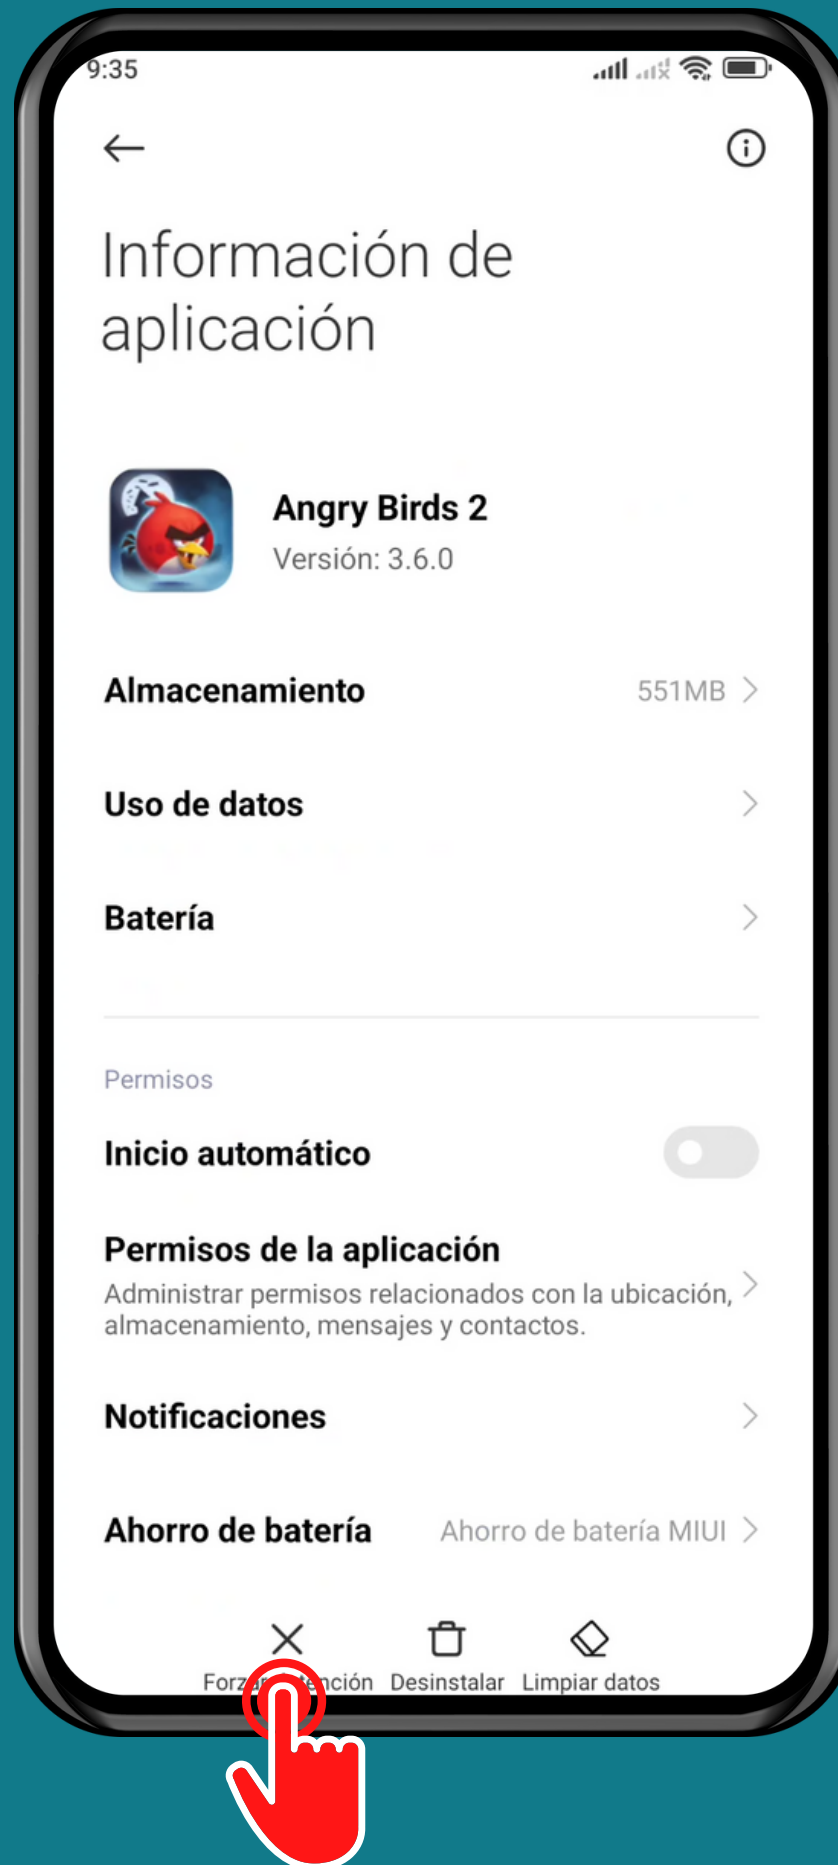 9:35
Información de
aplicación
Angry Birds 2
Versión: 3.6.0
Almacenamiento 551MB
Uso de datos
Batería
Permisos
Inicio automático
Permisos de la aplicación
Administrar permisos relacionados con la ubicación,
almacenamiento, mensajes y contactos.
Notificaciones
Ahorro de batería Ahorro de batería MIUI
Forzar detención Desinstalar Limpiar datos